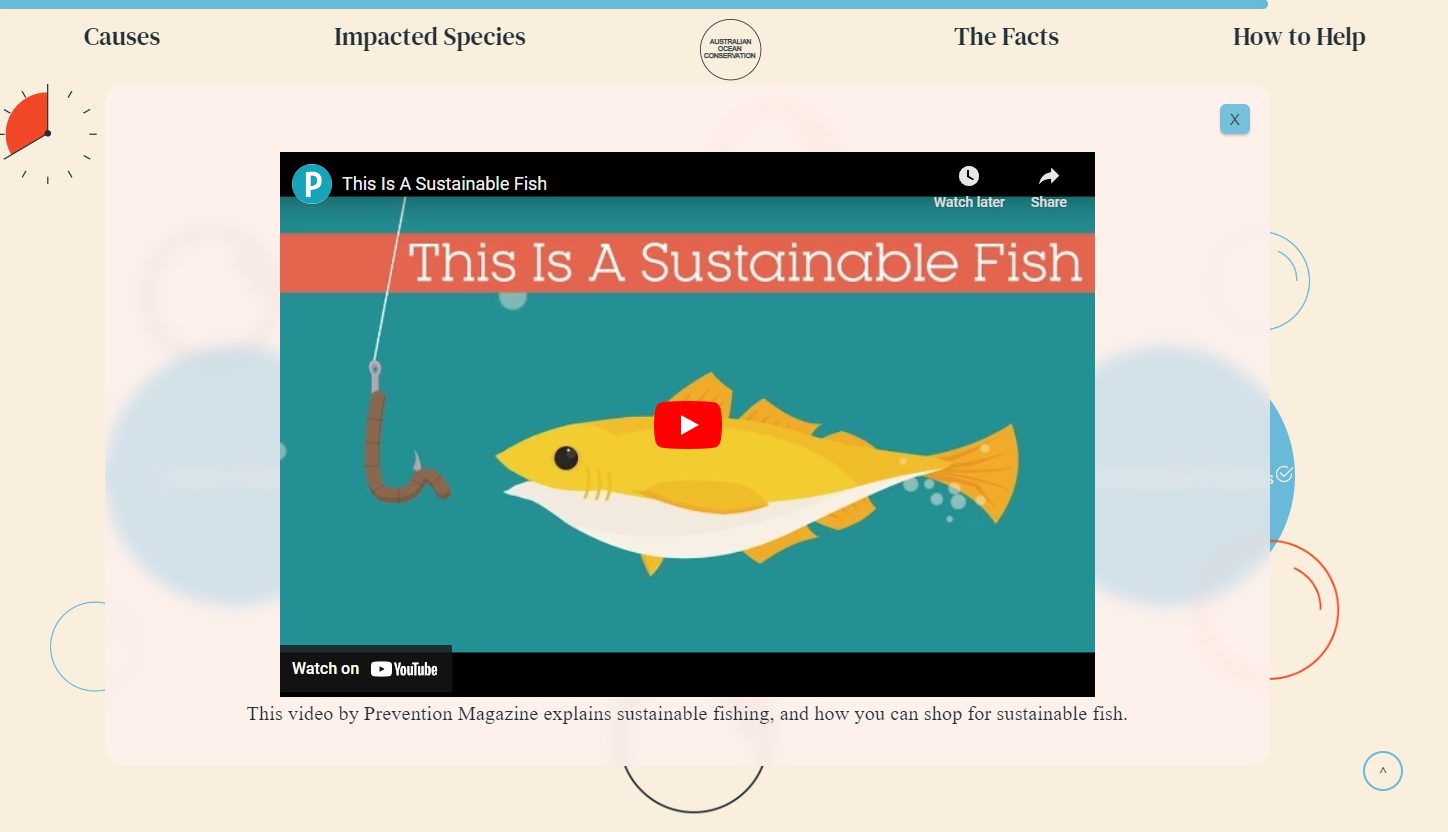 Causes
Impacted Species
AUSTRALIAN
OCEAN
CONSERVATION
The Facts
How to Help
X
P
This Is A Sustainable Fish
Watch later
Share
This Is A Sustainable Fish
Watch on YouTube
This video by Prevention Magazine explains sustainable fishing, and how you can shop for sustainable fish.
^